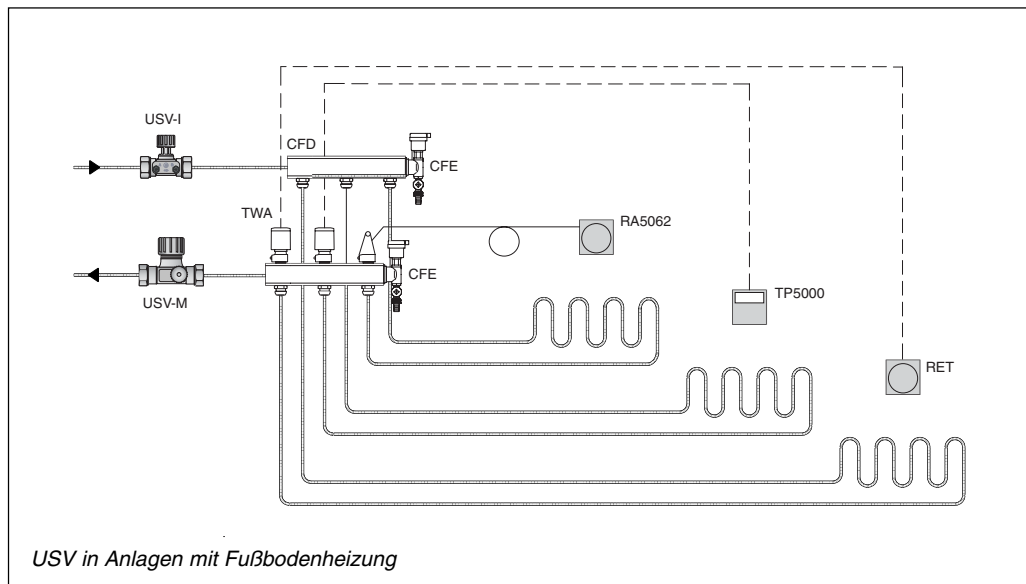 USV-I
CFD
CFE
TWA
RA5062
CFE
USV-M
TP5000
RET
USV in Anlagen mit Fußbodenheizung